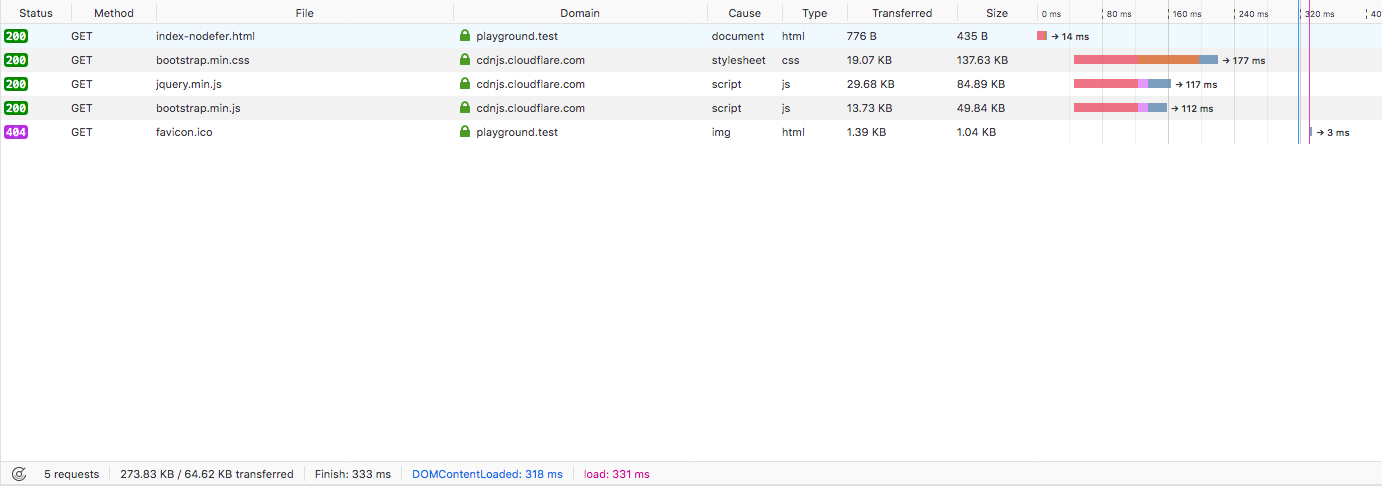 Status Method File Domain Cause Type Transferred Size 0 ms 80 ms 160 ms 240 ms 320 ms 40
200 GET index-nodefer.html playground.test document html 776 B 435 B → 14 ms
200 GET bootstrap.min.css cdnjs.cloudflare.com stylesheet css 19.07 KB 137.63 KB → 177 ms
200 GET jquery.min.js cdnjs.cloudflare.com script js 29.68 KB 84.89 KB → 117 ms
200 GET bootstrap.min.js cdnjs.cloudflare.com script js 13.73 KB 49.84 KB → 112 ms
404 GET favicon.ico playground.test img html 1.39 KB 1.04 KB → 3 ms
5 requests 273.83 KB / 64.62 KB transferred Finish: 333 ms DOMContentLoaded: 318 ms load: 331 ms